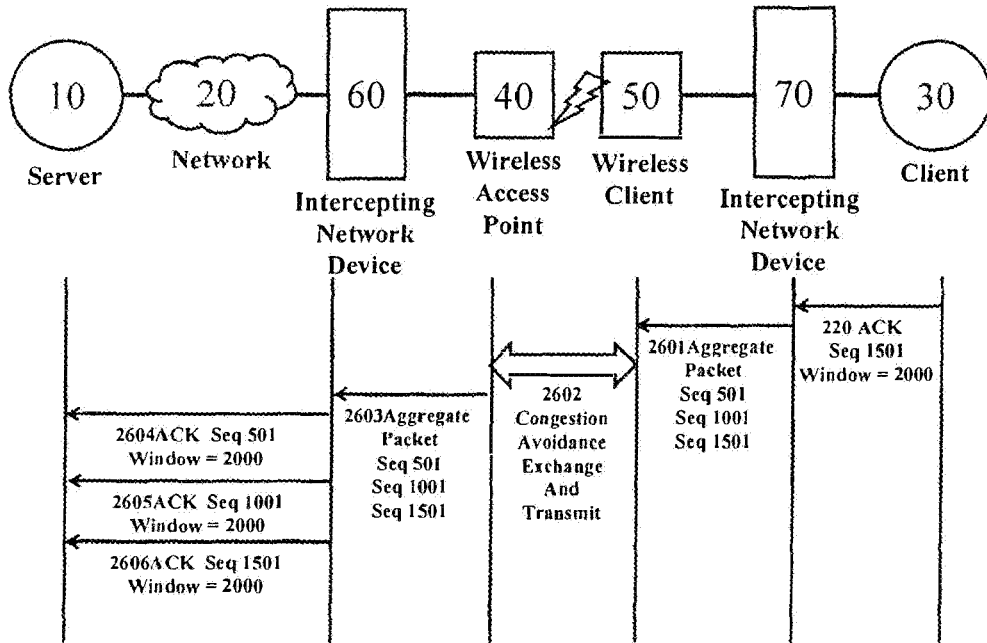 10
20
60
40
50
70
30
Server
Network
Intercepting
Network
Device
Wireless
Access
Point
Wireless
Client
Intercepting
Network
Device
Client
220 ACK
Seq 1501
Window = 2000
2601Aggregate
Packet
Seq 501
Seq 1001
Seq 1501
2602
Congestion
Avoidance
Exchange
And
Transmit
2603Aggregate
Packet
Seq 501
Seq 1001
Seq 1501
2604ACK Seq 501
Window = 2000
2605ACK Seq 1001
Window = 2000
2606ACK Seq 1501
Window = 2000